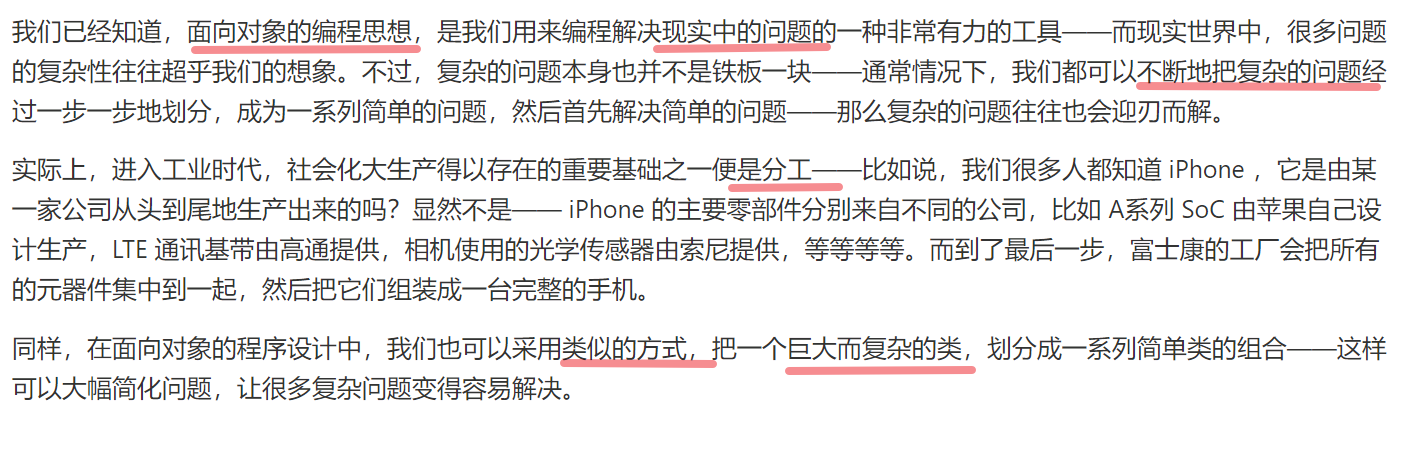 我们已经知道，面向对象的编程思想，是我们用来编程解决现实中的问题的一种非常有力的工具——而现实世界中，很多问题
的复杂性往往超乎我们的想象。不过，复杂的问题本身也并不是铁板一块——通常情况下，我们都可以不断地把复杂的问题经
过一步一步地划分，成为一系列简单的问题，然后首先解决简单的问题——那么复杂的问题往往也会迎刃而解。
实际上，进入工业时代，社会化大生产得以存在的重要基础之一便是分工——比如说，我们很多人都知道 iPhone ，它是由某
一家公司从头到尾地生产出来的吗？显然不是—— iPhone 的主要零部件分别来自不同的公司，比如 A系列 SoC 由苹果自己设
计生产，LTE 通讯基带由高通提供，相机使用的光学传感器由索尼提供，等等等等。而到了最后一步，富士康的工厂会把所有
的元器件集中到一起，然后把它们组装成一台完整的手机。
同样，在面向对象的程序设计中，我们也可以采用类似的方式，把一个巨大而复杂的类，划分成一系列简单类的组合——这样
可以大幅简化问题，让很多复杂问题变得容易解决。